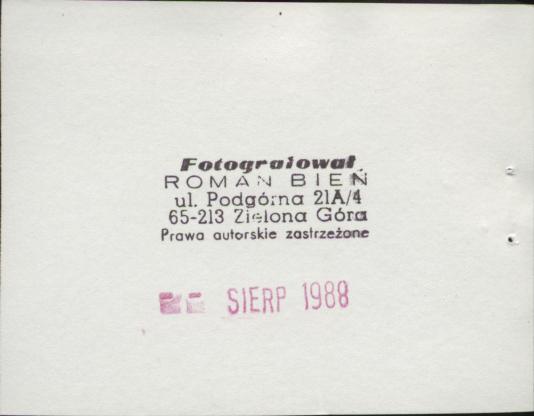 Fotografował
ROMAN BIEŃ
ul. Podgórna 21A/4
65-213 Zielona Góra
Prawa autorskie zastrzeżone
SIERP 1988